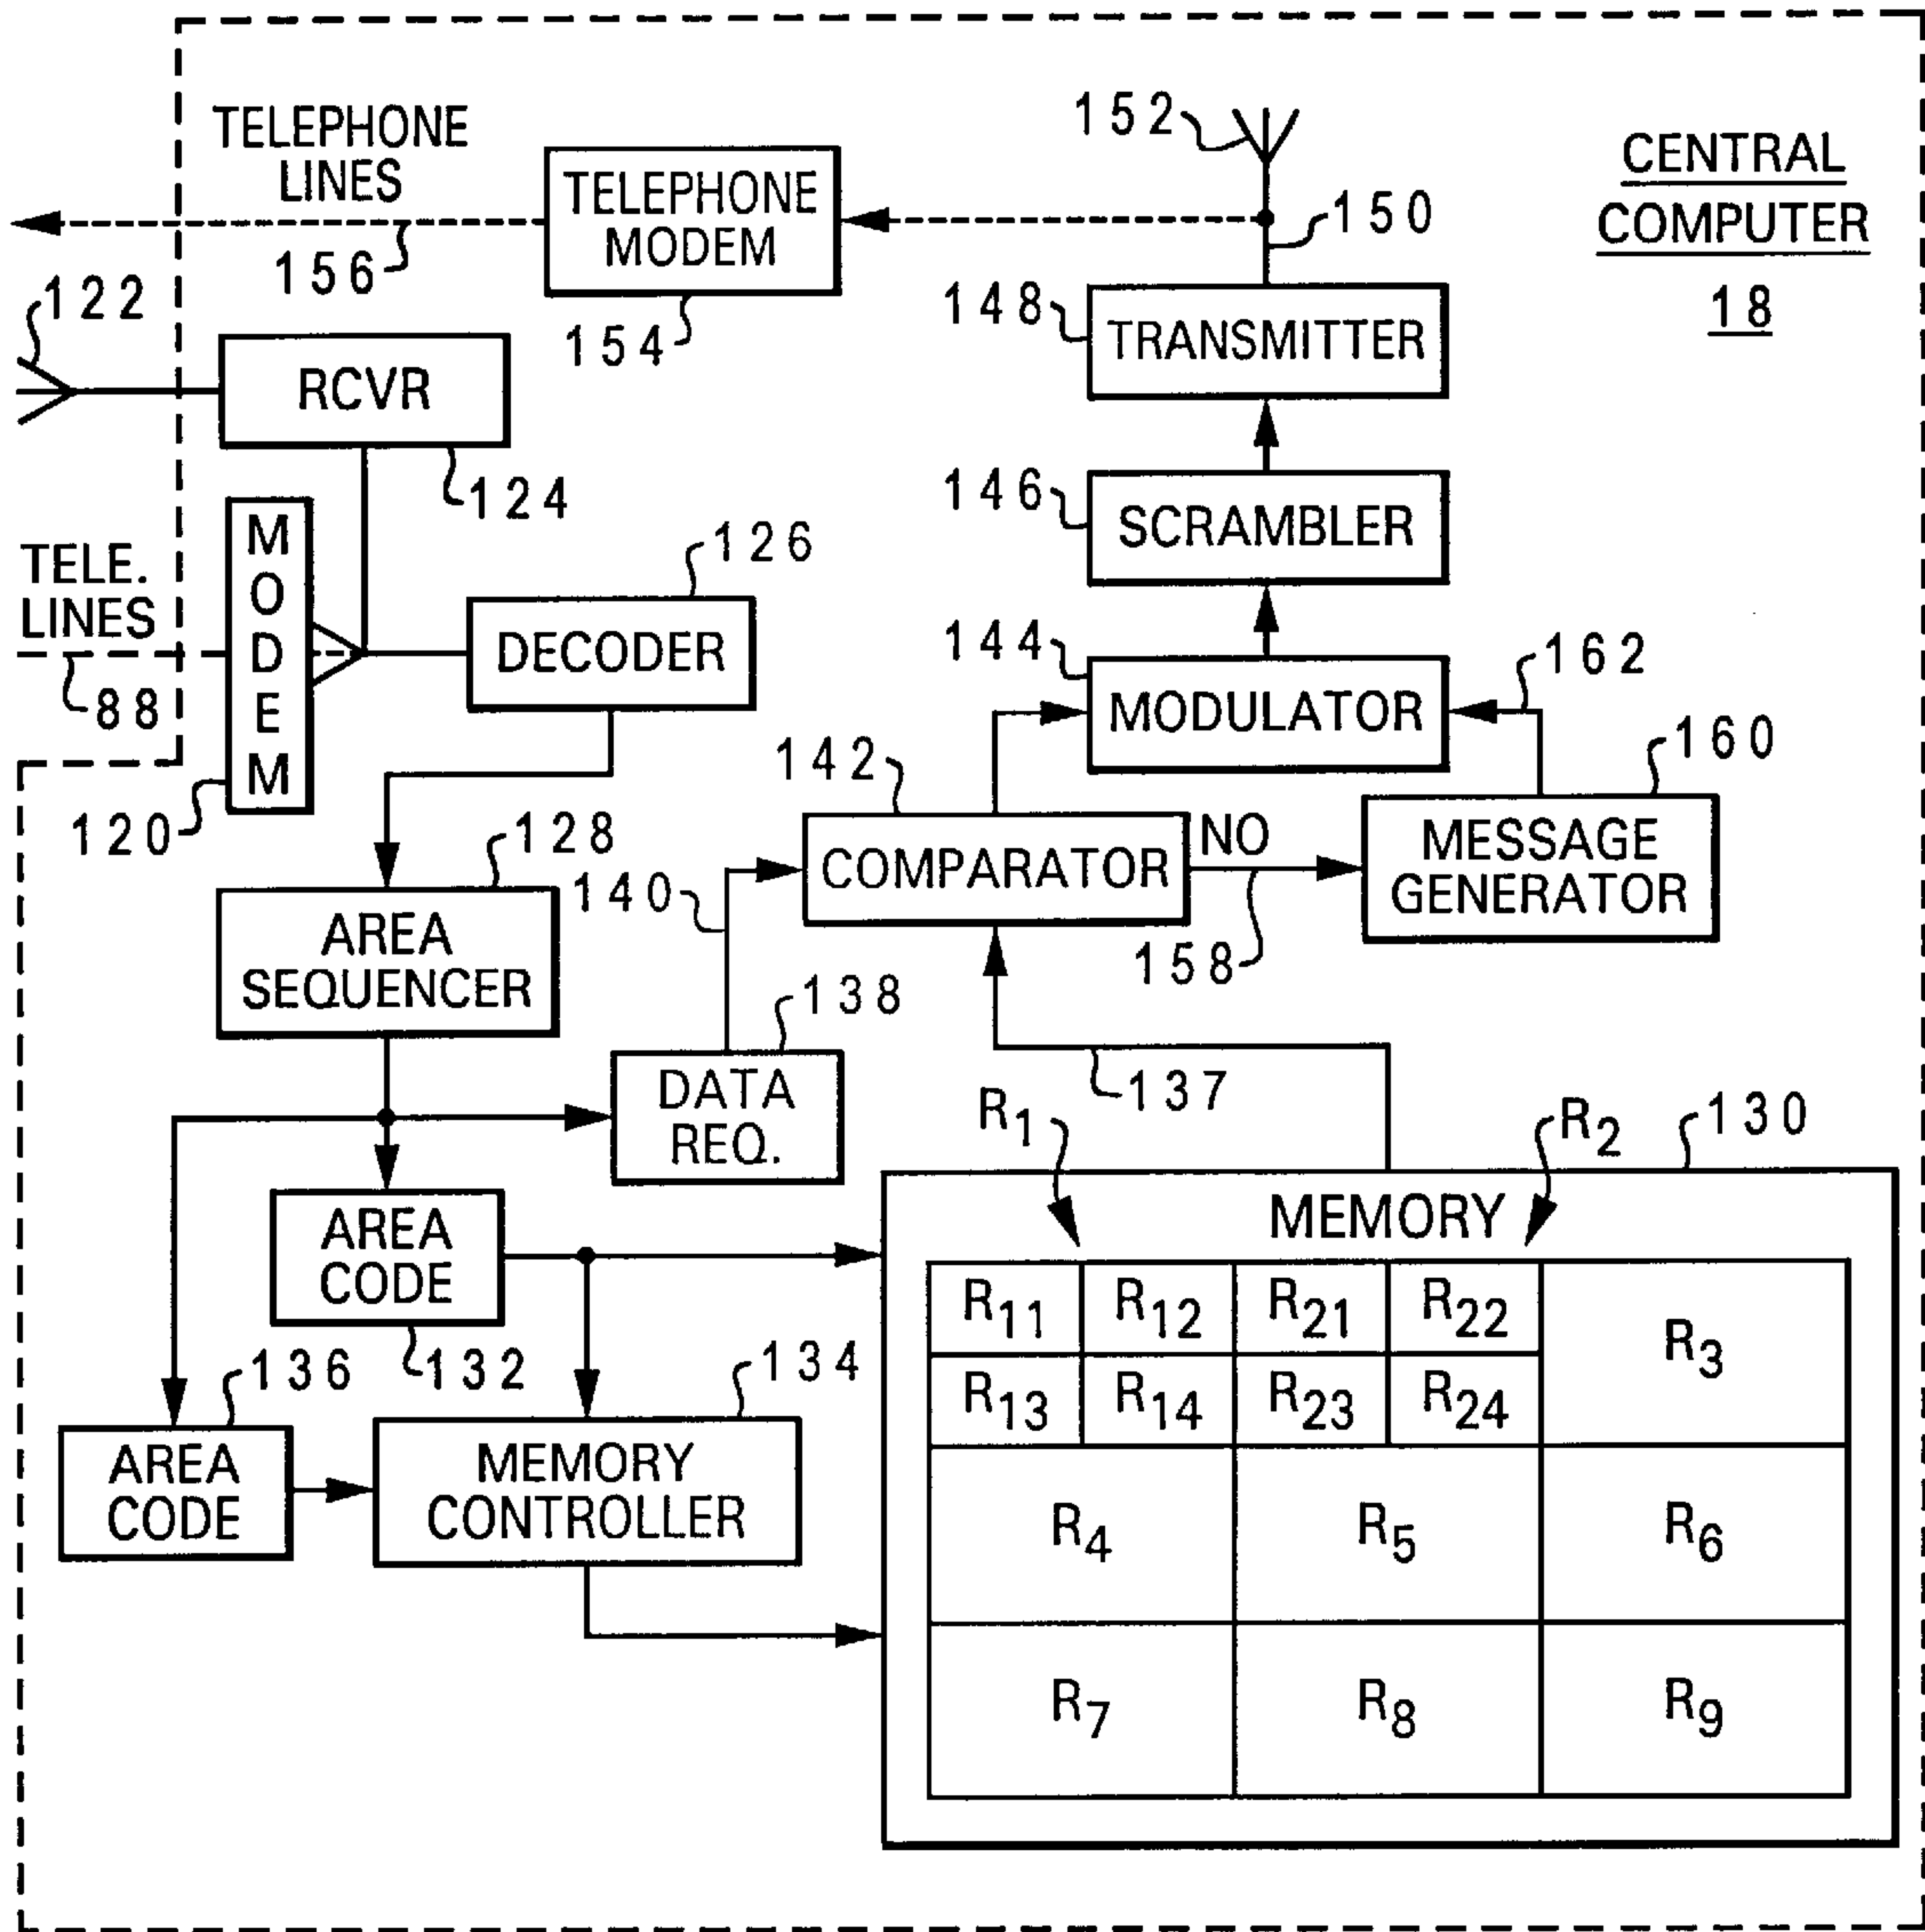 TELEPHONE
LINES
152
CENTRAL
COMPUTER
18
TELEPHONE
MODEM
150
156
154
122
148
TRANSMITTER
RCVR
124
146
SCRAMBLER
MODEM
TELE.
LINES
88
120
126
DECODER
144
MODULATOR
162
160
142
COMPARATOR
NO
158
MESSAGE
GENERATOR
128
AREA
SEQUENCER
140
138
DATA
REQ.
137
R1
R2
130
MEMORY
AREA
CODE
132
R11 R12 R21 R22 R3
R13 R14 R23 R24
136
134
AREA
CODE
MEMORY
CONTROLLER
R4 R5 R6
R7 R8 R9